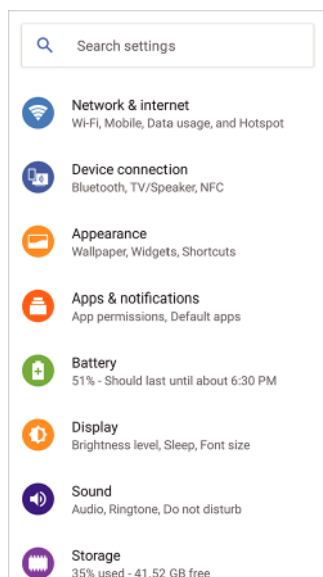 Search settings
Network & internet
Wi-Fi, Mobile, Data usage, and Hotspot
Device connection
Bluetooth, TV/Speaker, NFC
Appearance
Wallpaper, Widgets, Shortcuts
Apps & notifications
App permissions, Default apps
Battery
51% - Should last until about 6:30 PM
Display
Brightness level, Sleep, Font size
Sound
Audio, Ringtone, Do not disturb
Storage
35% used - 41.52 GB free